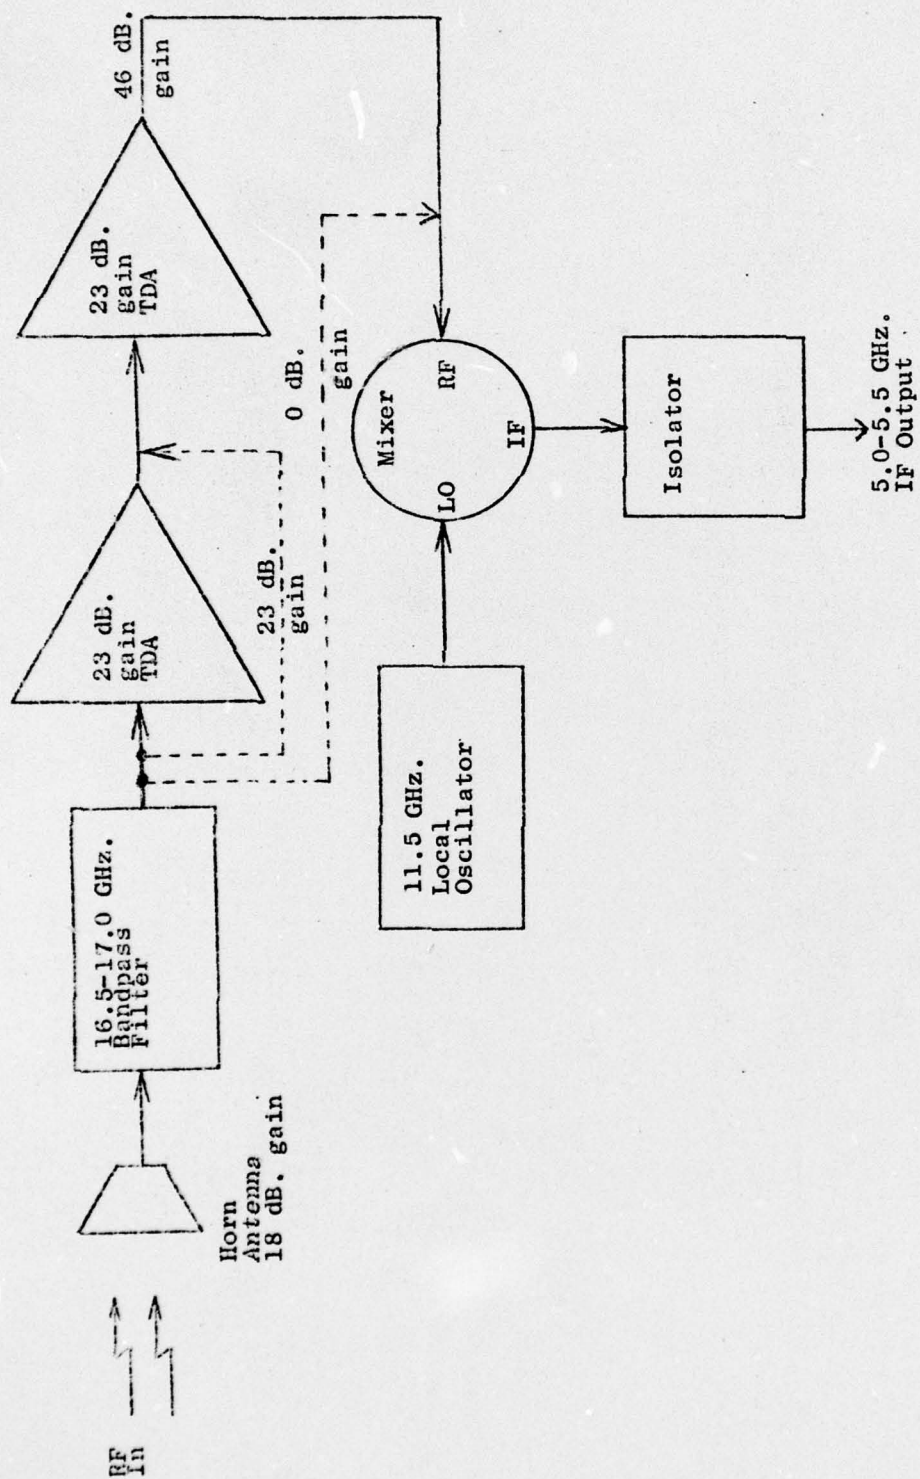 RF
In
Horn
Antenna
18 dB. gain
16.5-17.0 GHz.
Bandpass
Filter
23 dB.
gain
TDA
23 dB.
gain
23 dB.
gain
TDA
46 dB.
gain
0 dB.
gain
11.5 GHz.
Local
Oscillator
Mixer
LO
RF
IF
Isolator
5.0-5.5 GHz.
IF Output